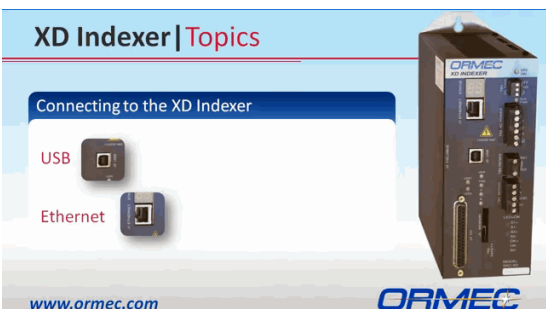 XD Indexer|Topics
Connecting to the XD Indexer
USB
Ethernet
ORMEC
XD INDEXER
www.ormec.com
ORMEC